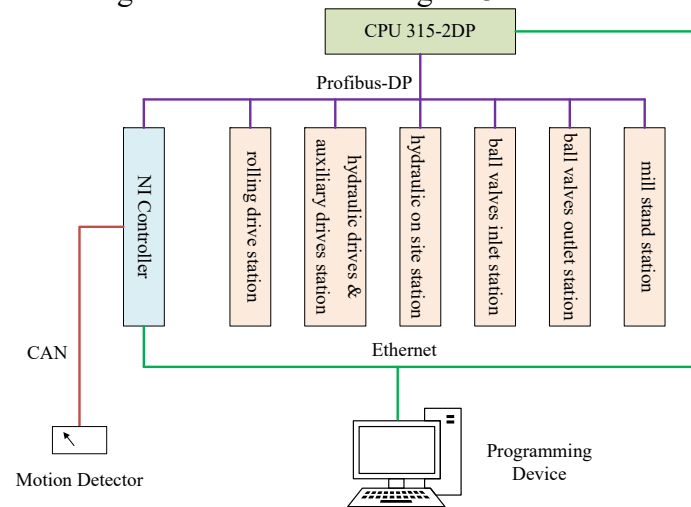 CPU 315-2DP
Profibus-DP
NI Controller
rolling drive station
hydraulic drives &
auxiliary drives station
hydraulic on site station
ball valves inlet station
ball valves outlet station
mill stand station
CAN
Ethernet
Motion Detector
Programming
Device